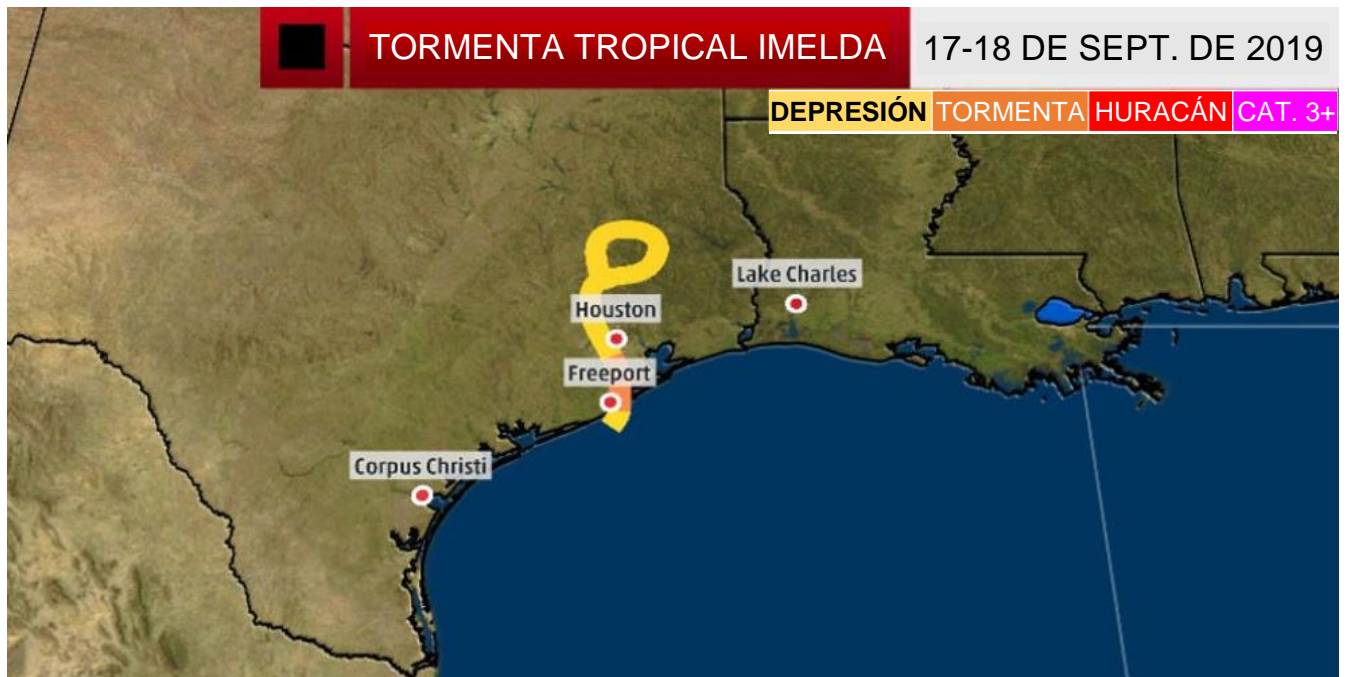 TORMENTA TROPICAL IMELDA 17-18 DE SEPT. DE 2019
DEPRESIÓN TORMENTA HURACÁN CAT. 3+
Lake Charles
Houston
Freeport
Corpus Christi